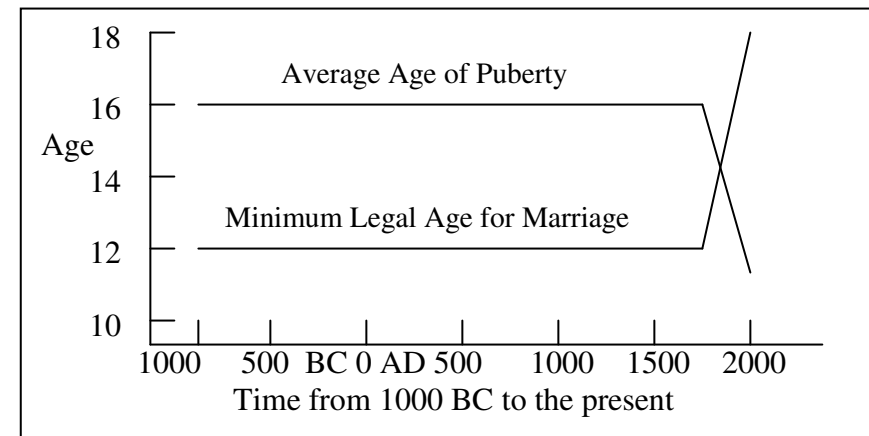 18
Average Age of Puberty
16
Age
14
Minimum Legal Age for Marriage
12
10
1000 500 BC 0 AD 500 1000 1500 2000
Time from 1000 BC to the present